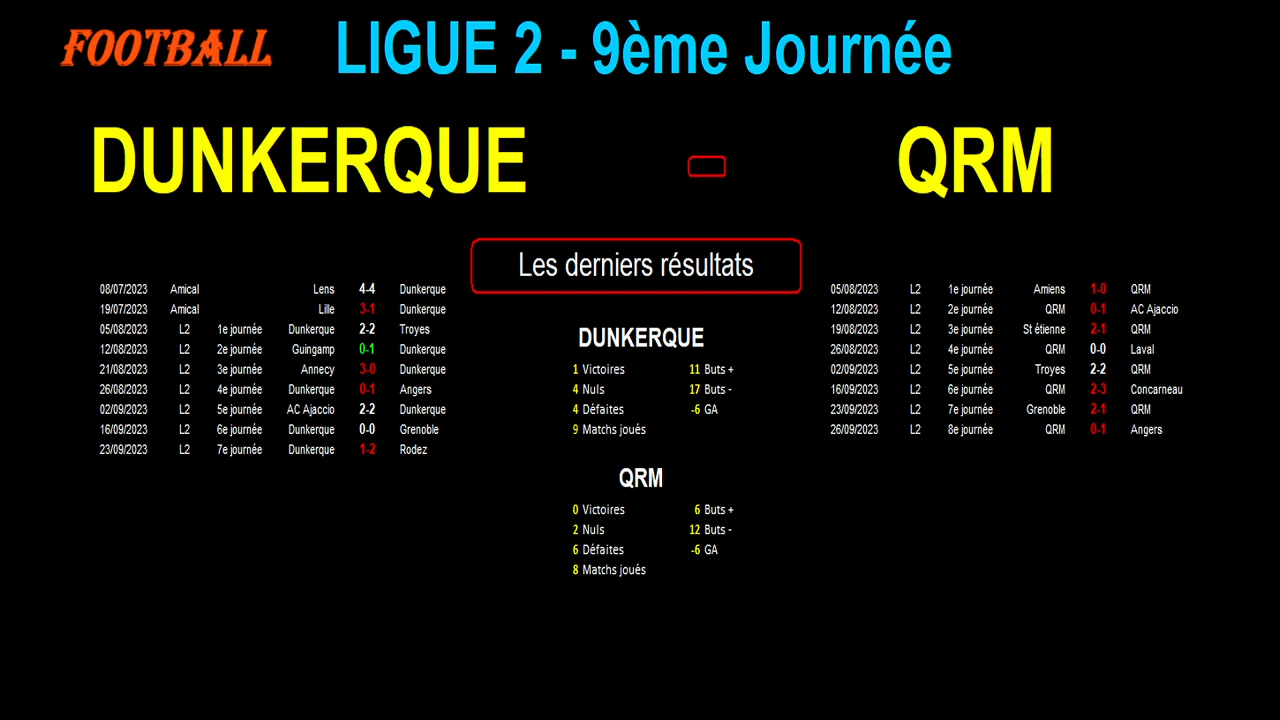 FOOTBALL
LIGUE 2 - 9ème Journée
DUNKERQUE
QRM
Les derniers résultats
08/07/2023 Amical Lens 4-4 Dunkerque
19/07/2023 Amical Lille 3-1 Dunkerque
05/08/2023 L2 1e journée Dunkerque 2-2 Troyes
12/08/2023 L2 2e journée Guingamp 0-1 Dunkerque
21/08/2023 L2 3e journée Annecy 3-0 Dunkerque
26/08/2023 L2 4e journée Dunkerque 0-1 Angers
02/09/2023 L2 5e journée AC Ajaccio 2-2 Dunkerque
16/09/2023 L2 6e journée Dunkerque 0-0 Grenoble
23/09/2023 L2 7e journée Dunkerque 1-2 Rodez
DUNKERQUE
1 Victoires 11 Buts +
4 Nuls 17 Buts -
4 Défaites -6 GA
9 Matchs joués
QRM
0 Victoires 6 Buts +
2 Nuls 12 Buts -
6 Défaites -6 GA
8 Matchs joués
05/08/2023 L2 1e journée Amiens 1-0 QRM
12/08/2023 L2 2e journée QRM 0-1 AC Ajaccio
19/08/2023 L2 3e journée St étienne 2-1 QRM
26/08/2023 L2 4e journée QRM 0-0 Laval
02/09/2023 L2 5e journée Troyes 2-2 QRM
16/09/2023 L2 6e journée QRM 2-3 Concarneau
23/09/2023 L2 7e journée Grenoble 2-1 QRM
26/09/2023 L2 8e journée QRM 0-1 Angers